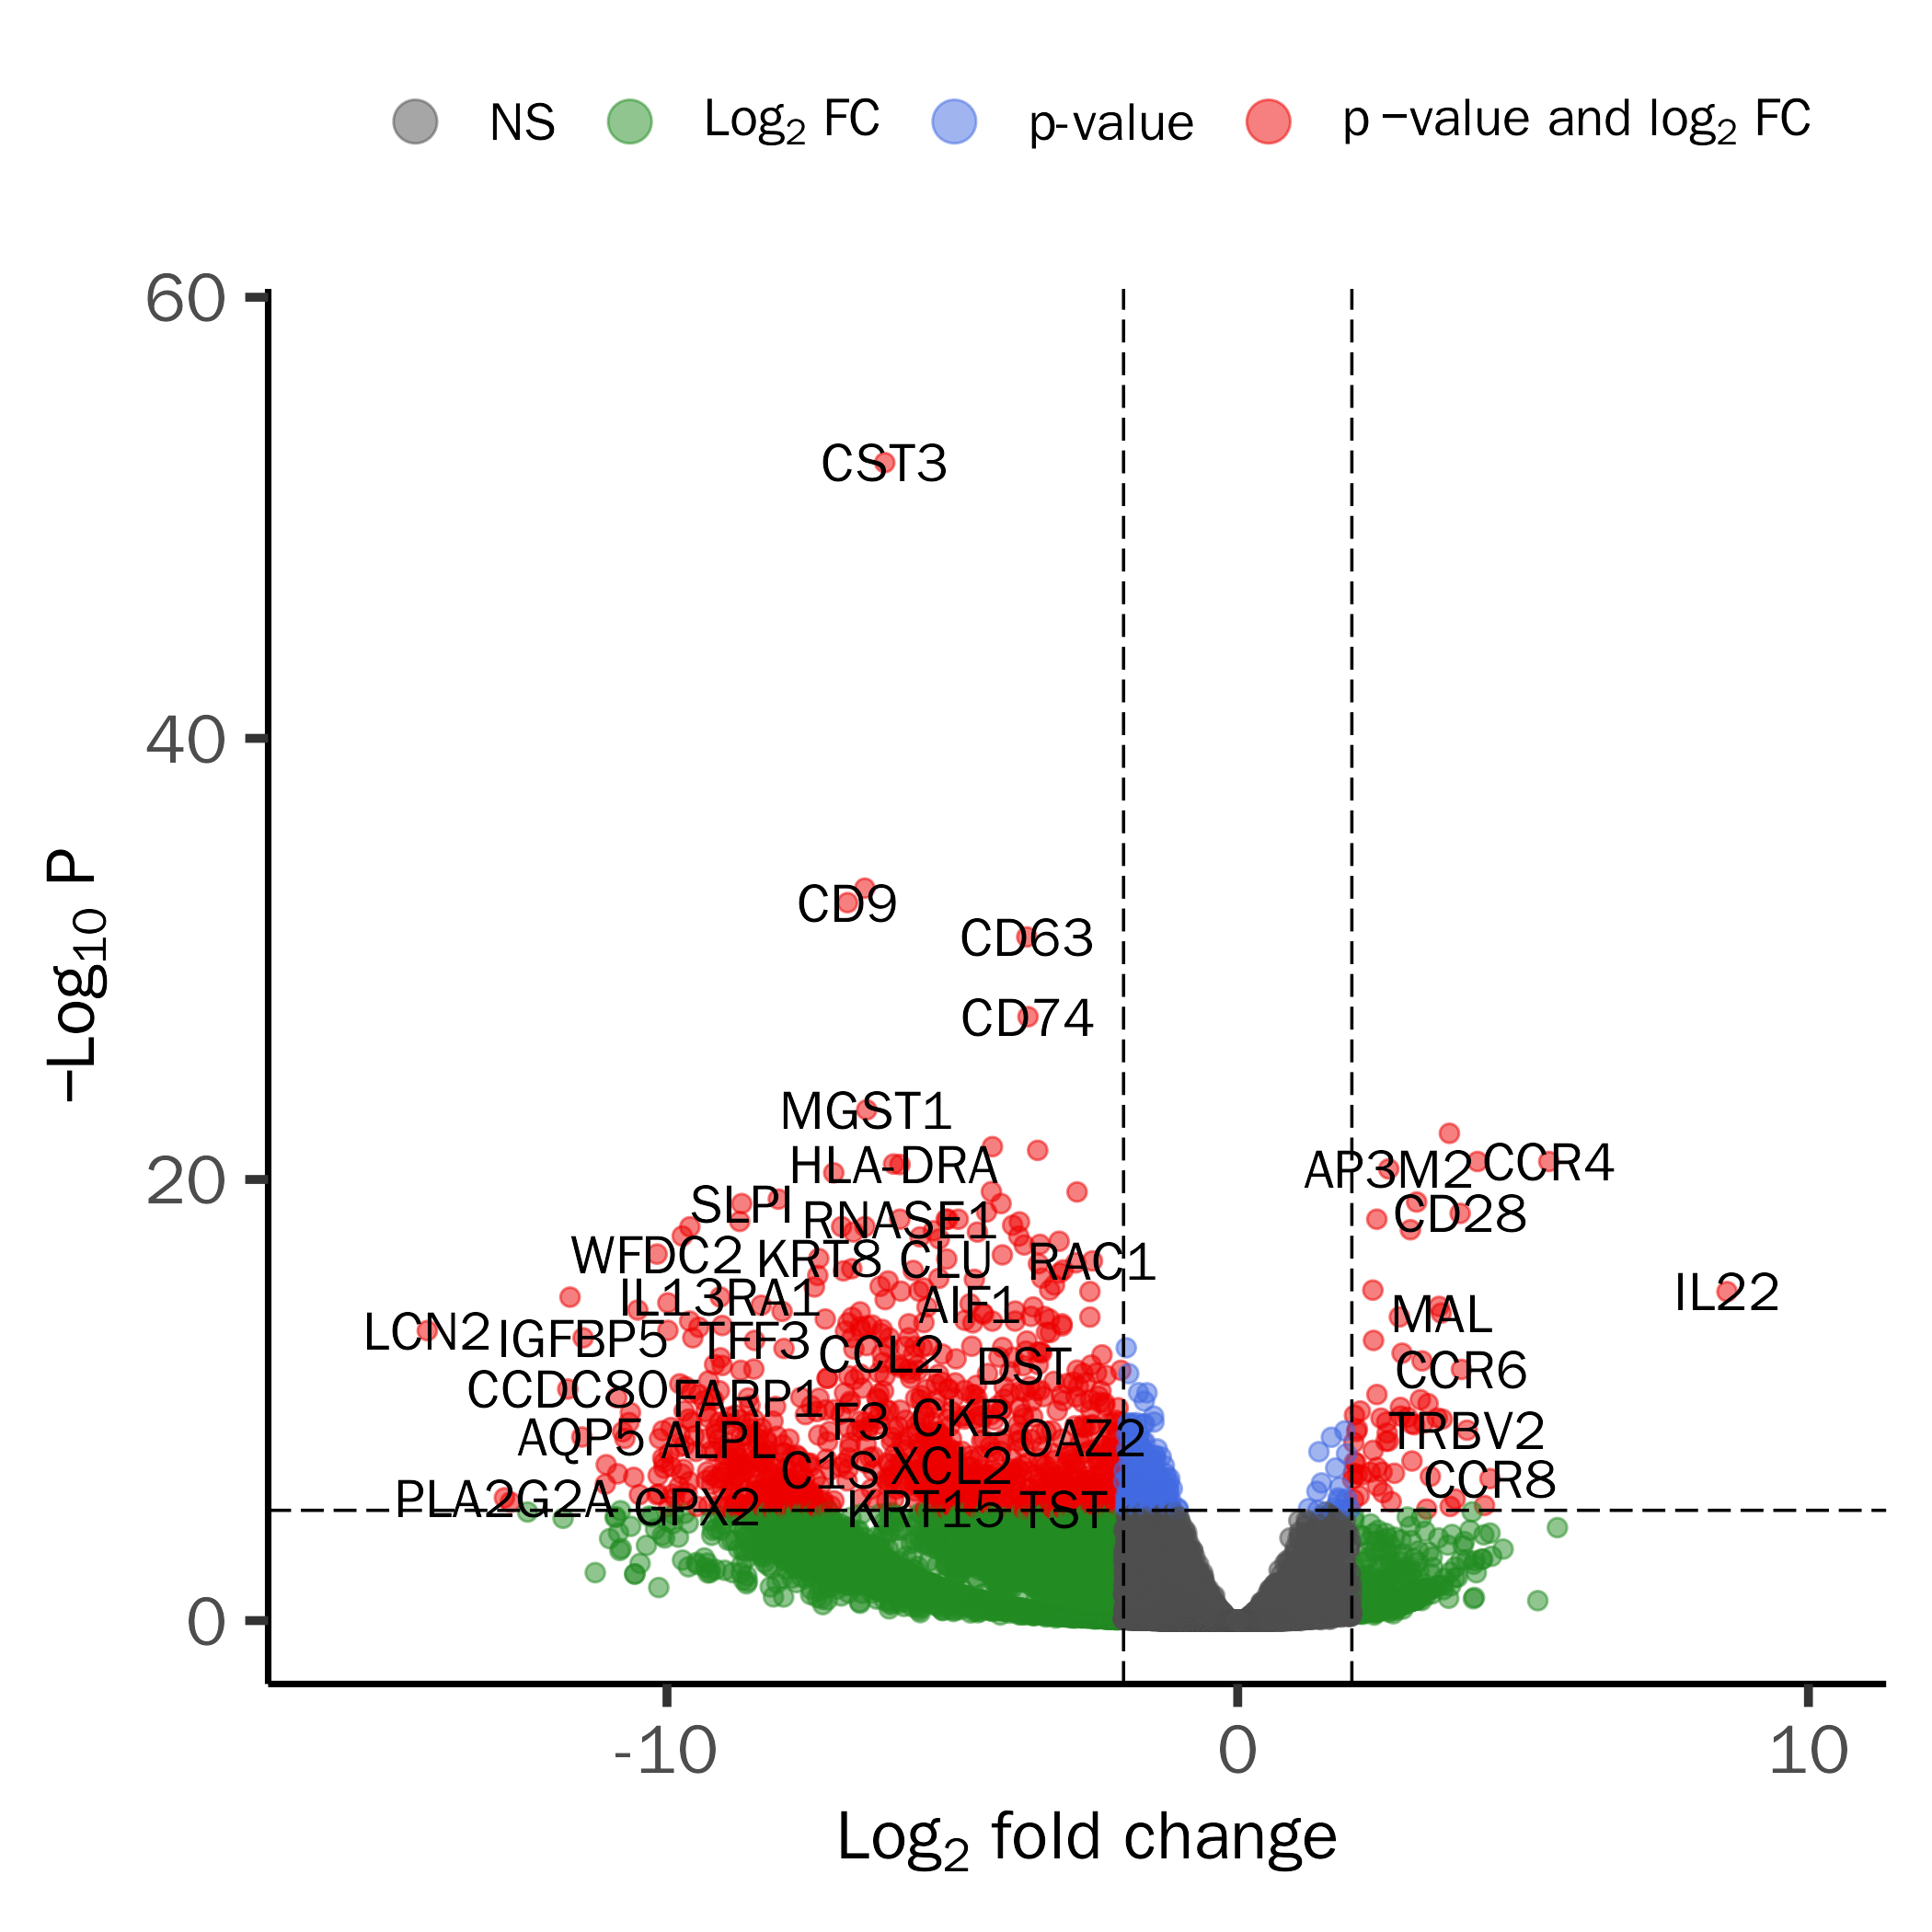 NS Log2 FC p-value p –value and log2 FC
60
40
20
0
–Log10 P
CST3
CD9
CD63
CD74
MGST1
HLA-DRA
AP3M2 CCR4
SLPI RNASE1 CD28
WFDC2 KRT8 CLU RAC1
IL13RA1 AIF1 MAL IL22
LCN2 IGFBP5 TFF3 CCL2 DST
CCDC80 FARP1 CCR6
F3 CKB
AQP5 ALPL OAZ2 TRBV2
C1S XCL2 CCR8
PLA2G2A GPX2 KRT15 TST
-10 0 10
Log2 fold change